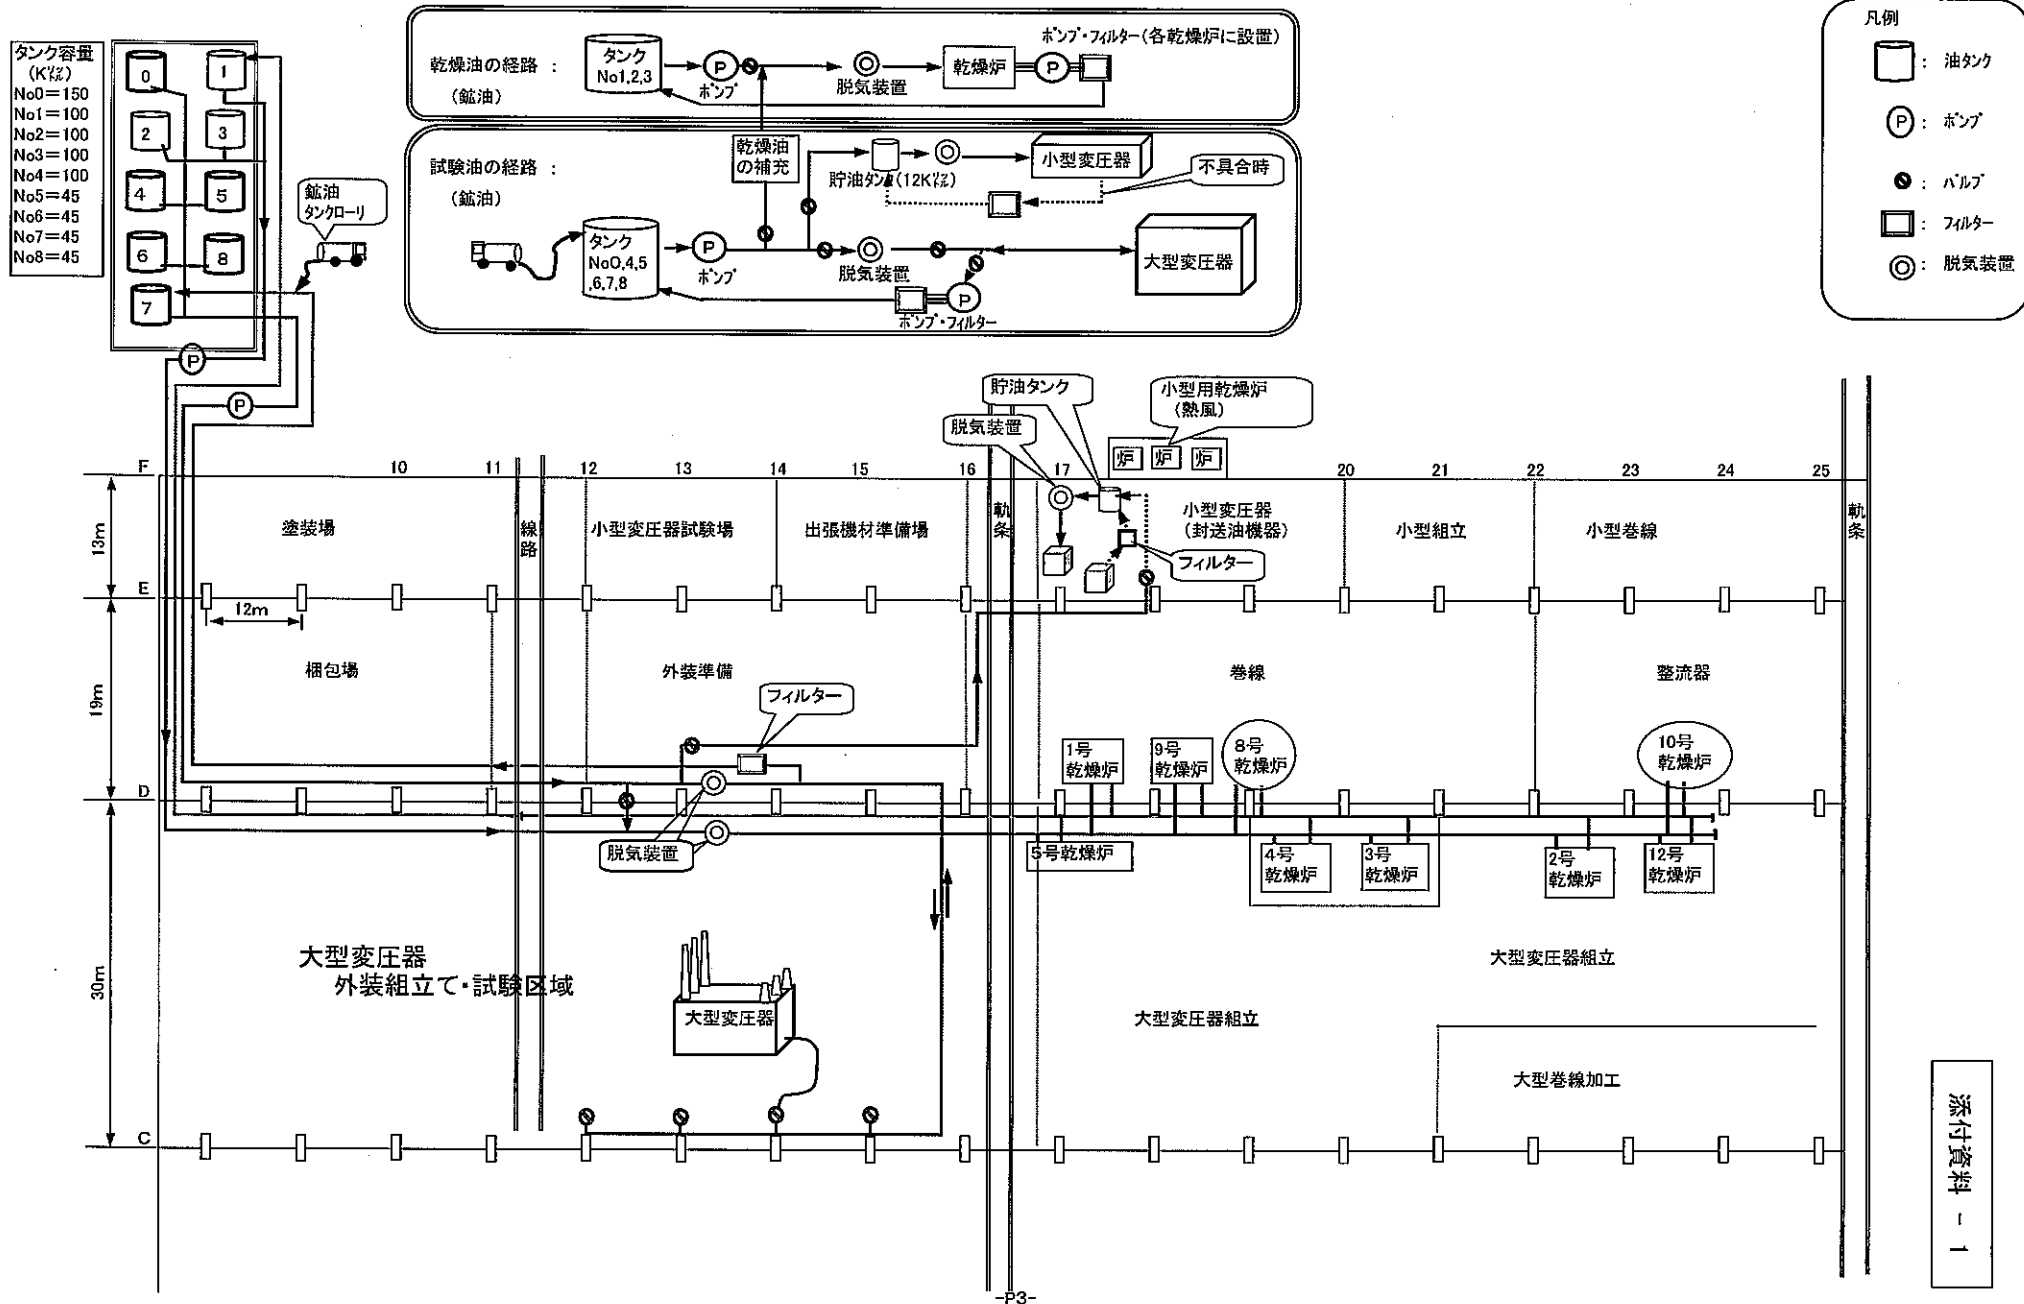 タンク容量
(Kリットル)
No0=150
No1=100
No2=100
No3=100
No4=100
No5=45
No6=45
No7=45
No8=45
0
1
2
3
4
5
6
8
7
鉱油
タンクローリ
P
P
乾燥油の経路 :
(鉱油)
タンク
No1,2,3
P
ポンプ
脱気装置
乾燥炉
P
ポンプ・フィルター(各乾燥炉に設置)
試験油の経路 :
(鉱油)
乾燥油
の補充
貯油タンク(12Kリットル)
小型変圧器
不具合時
タンク
No0,4,5
,6,7,8
P
ポンプ
脱気装置
大型変圧器
P
ポンプ・フィルター
凡例
: 油タンク
P : ポンプ
: バルブ
: フィルター
: 脱気装置
貯油タンク
脱気装置
小型用乾燥炉
(熱風)
炉 炉 炉
F 10 11 12 13 14 15 16 17 20 21 22 23 24 25
13m
塗装場
線路
小型変圧器試験場
出張機材準備場
軌条
小型変圧器
(封送油機器)
フィルター
小型組立
小型巻線
軌条
E
12m
19m
梱包場
外装準備
フィルター
巻線
整流器
1号
乾燥炉
9号
乾燥炉
8号
乾燥炉
10号
乾燥炉
D
脱気装置
5号乾燥炉
4号
乾燥炉
3号
乾燥炉
2号
乾燥炉
12号
乾燥炉
30m
大型変圧器
外装組立て・試験区域
大型変圧器
大型変圧器組立
大型変圧器組立
大型巻線加工
C
添付資料 - 1
-P3-